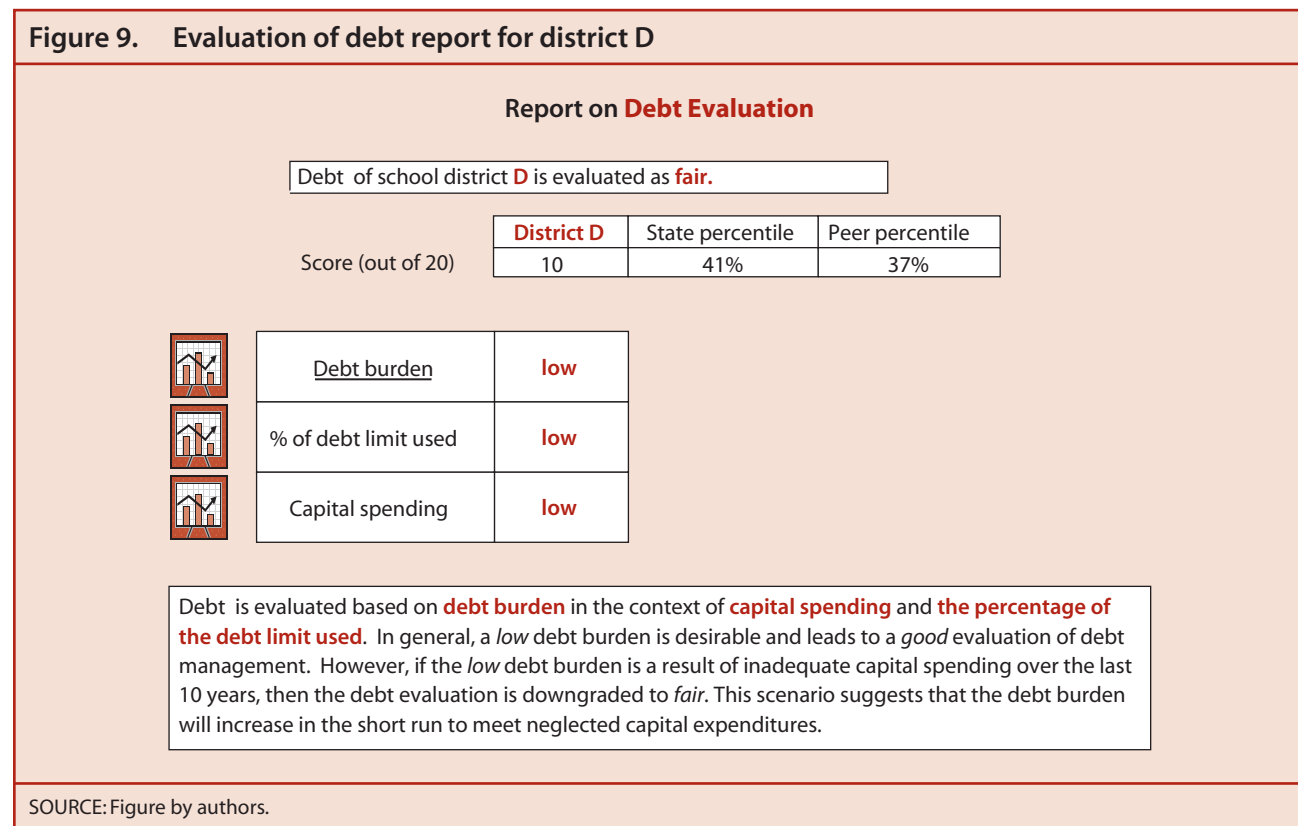 Figure 9. Evaluation of debt report for district D
Report on Debt Evaluation
Debt of school district D is evaluated as fair.
District D State percentile Peer percentile
Score (out of 20) 10 41% 37%
Debt burden low
% of debt limit used low
Capital spending low
Debt is evaluated based on debt burden in the context of capital spending and the percentage of
the debt limit used. In general, a low debt burden is desirable and leads to a good evaluation of debt
management. However, if the low debt burden is a result of inadequate capital spending over the last
10 years, then the debt evaluation is downgraded to fair. This scenario suggests that the debt burden
will increase in the short run to meet neglected capital expenditures.
SOURCE: Figure by authors.